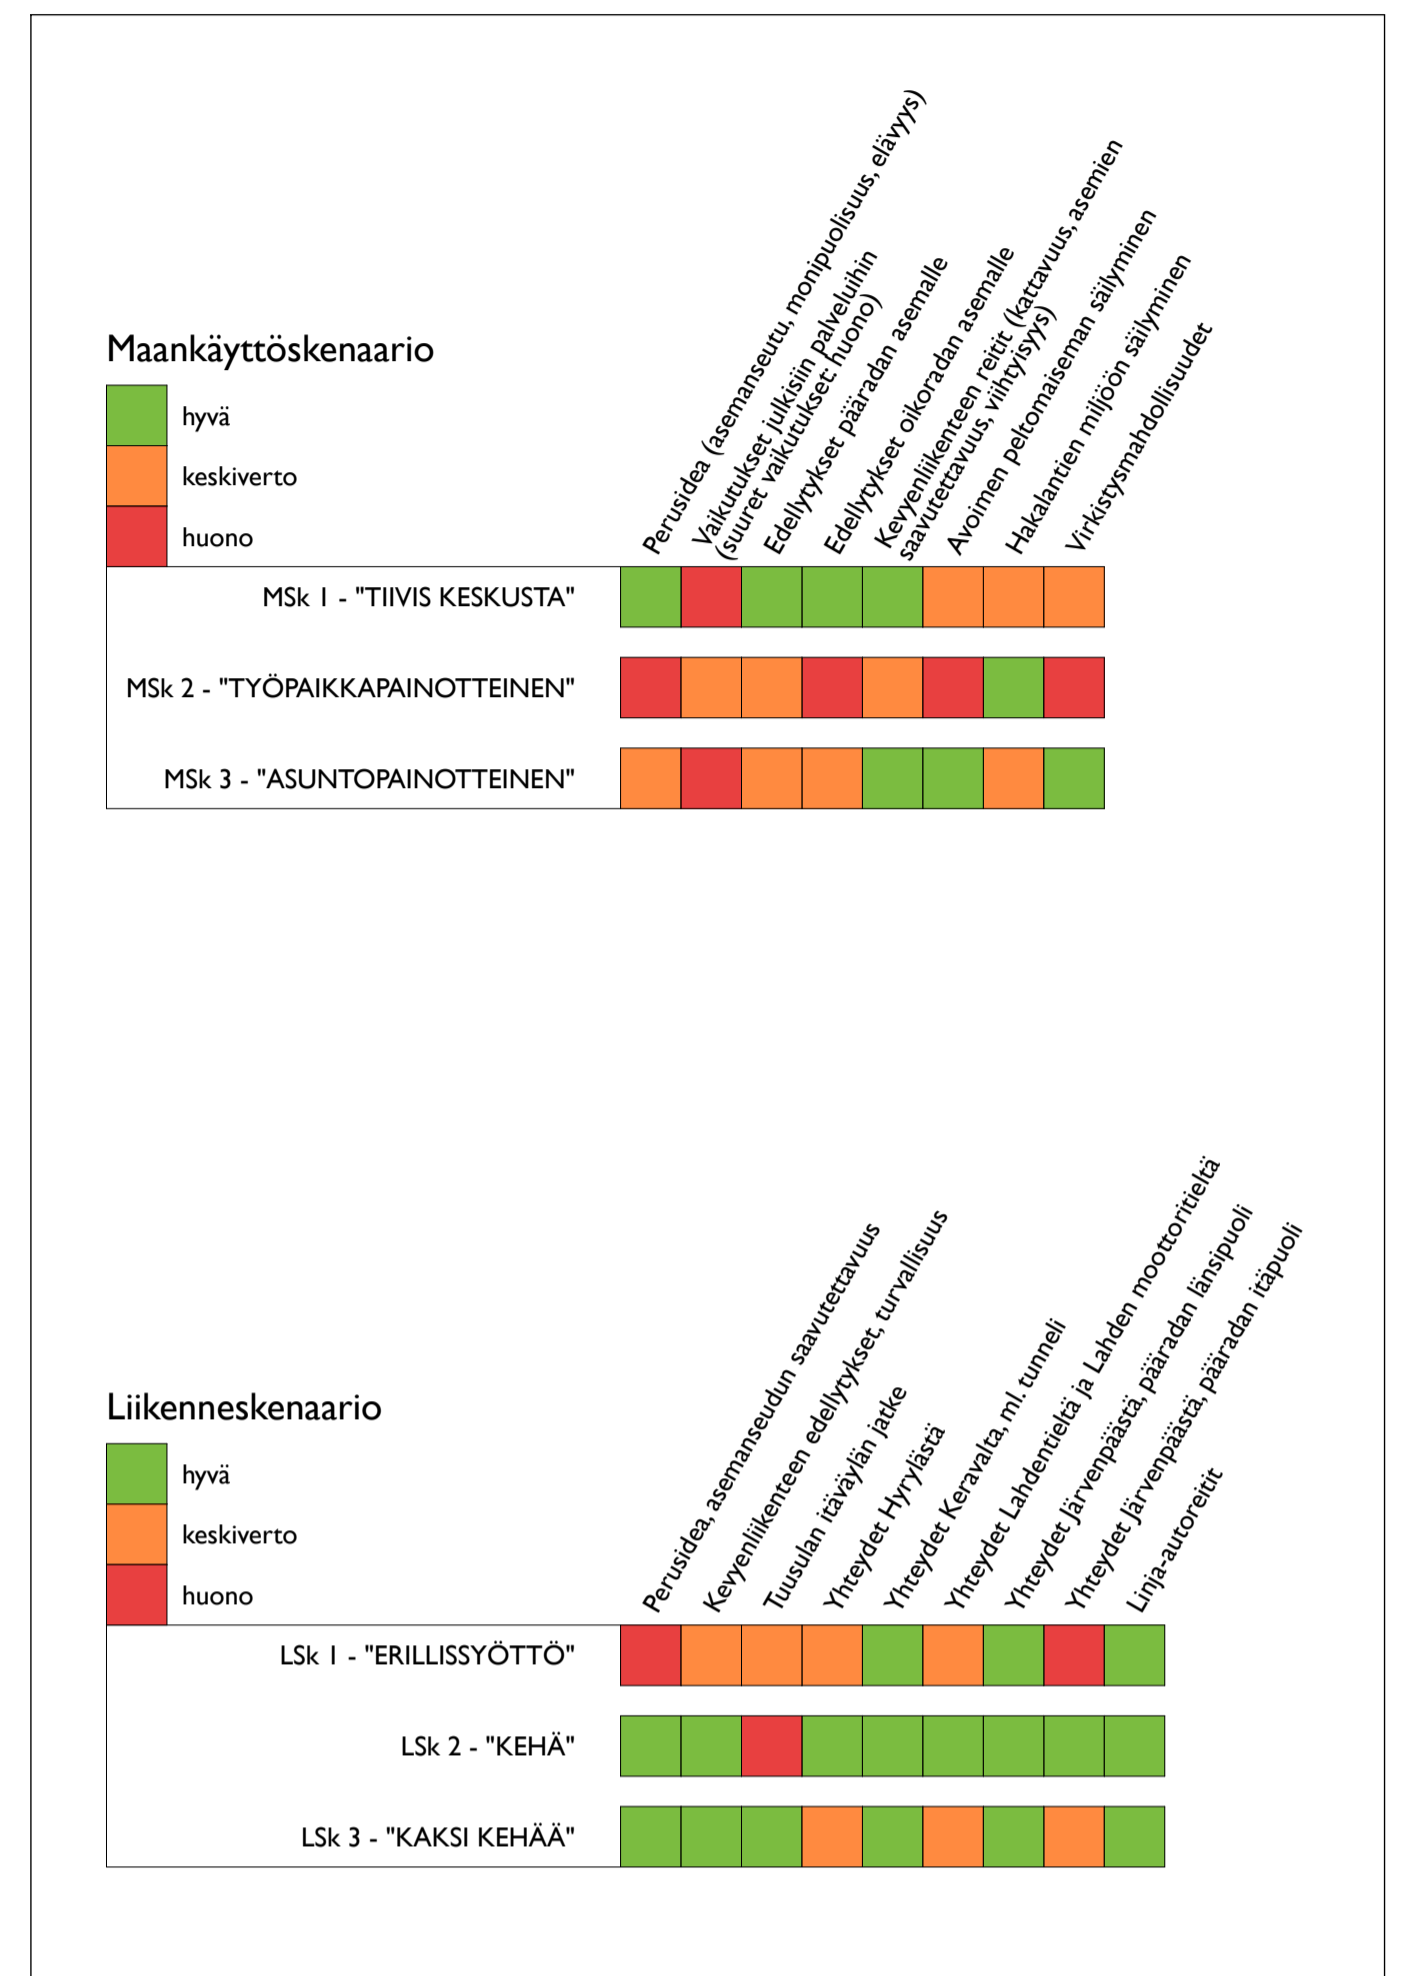 Maankäyttöskenaario
hyvä
keskiverto
huono
Perusidea (asemanseutu, monipuolisuus, elävyys)
Vaikutukset julkisiin palveluihin
(suuret vaikutukset: huono)
Edellytykset pääradan asemalle
Edellytykset oikoradan asemalle
Kevyenliikenteen reitit (kattavuus, asemien
saavutettavuus, viihtyisyys)
Avoimen peltomaiseman säilyminen
Hakalantien miljöön säilyminen
Virkistysmahdollisuudet
MSk 1 - "TIIVIS KESKUSTA"
MSk 2 - "TYÖPAIKKAPAINOTTEINEN"
MSk 3 - "ASUNTOPAINOTTEINEN"
Liikenneskenaario
hyvä
keskiverto
huono
Perusidea, asemanseudun saavutettavuus
Kevyenliikenteen edellytykset, turvallisuus
Tuusulan itäväylän jatke
Yhteydet Hyrylästä
Yhteydet Keravalta, ml. tunneli
Yhteydet Lahdentieltä ja Lahden moottoritieltä
Yhteydet Järvenpäästä, pääradan länsipuoli
Yhteydet Järvenpäästä, pääradan itäpuoli
Linja-autoreitit
LSk 1 - "ERILLISSYÖTTÖ"
LSk 2 - "KEHÄ"
LSk 3 - "KAKSI KEHÄÄ"